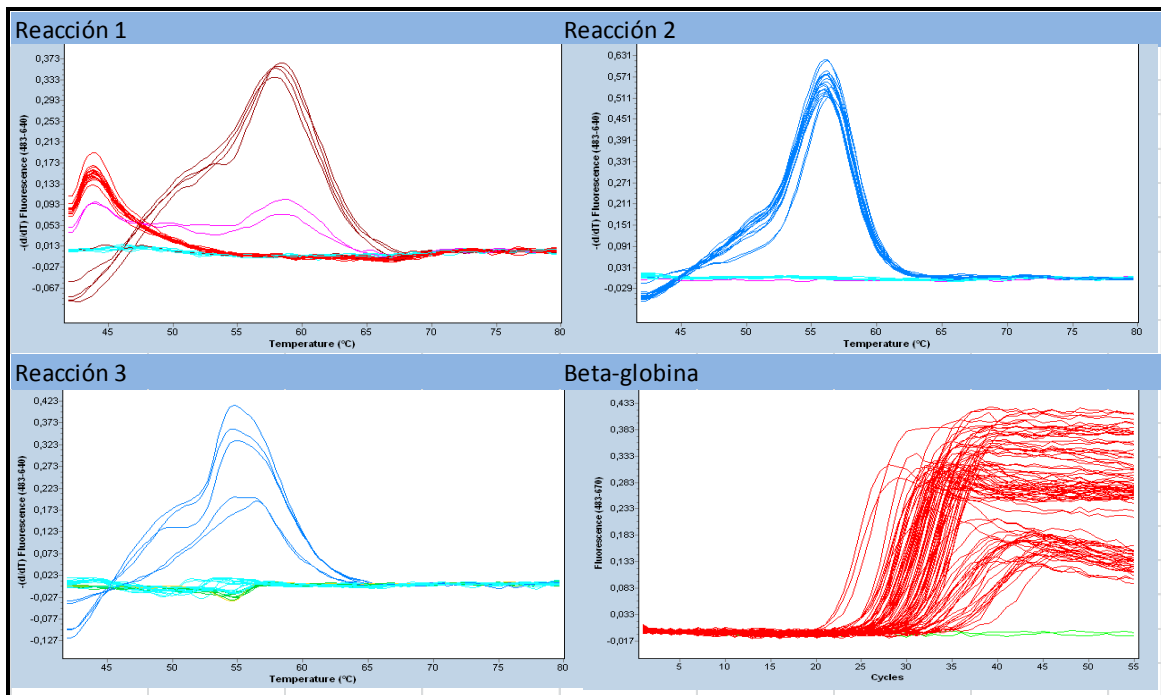 Reacción 1
Reacción 2
0,373
0,333
0,293
0,253
0,213
0,173
0,133
0,093
0,053
0,013
-0,027
-0,067
-(d/dT) Fluorescence (483-640)
45 50 55 60 65 70 75 80
Temperature (°C)
0,631
0,571
0,511
0,451
0,391
0,331
0,271
0,211
0,151
0,091
0,031
-0,029
-(d/dT) Fluorescence (483-640)
45 50 55 60 65 70 75 80
Temperature (°C)
Reacción 3
Beta-globina
0,423
0,373
0,323
0,273
0,223
0,173
0,123
0,073
0,023
-0,027
-0,077
-0,127
-(d/dT) Fluorescence (483-640)
45 50 55 60 65 70 75 80
Temperature (°C)
0,433
0,383
0,333
0,283
0,233
0,183
0,133
0,083
0,033
-0,017
Fluorescence (483-670)
5 10 15 20 25 30 35 40 45 50 55
Cycles